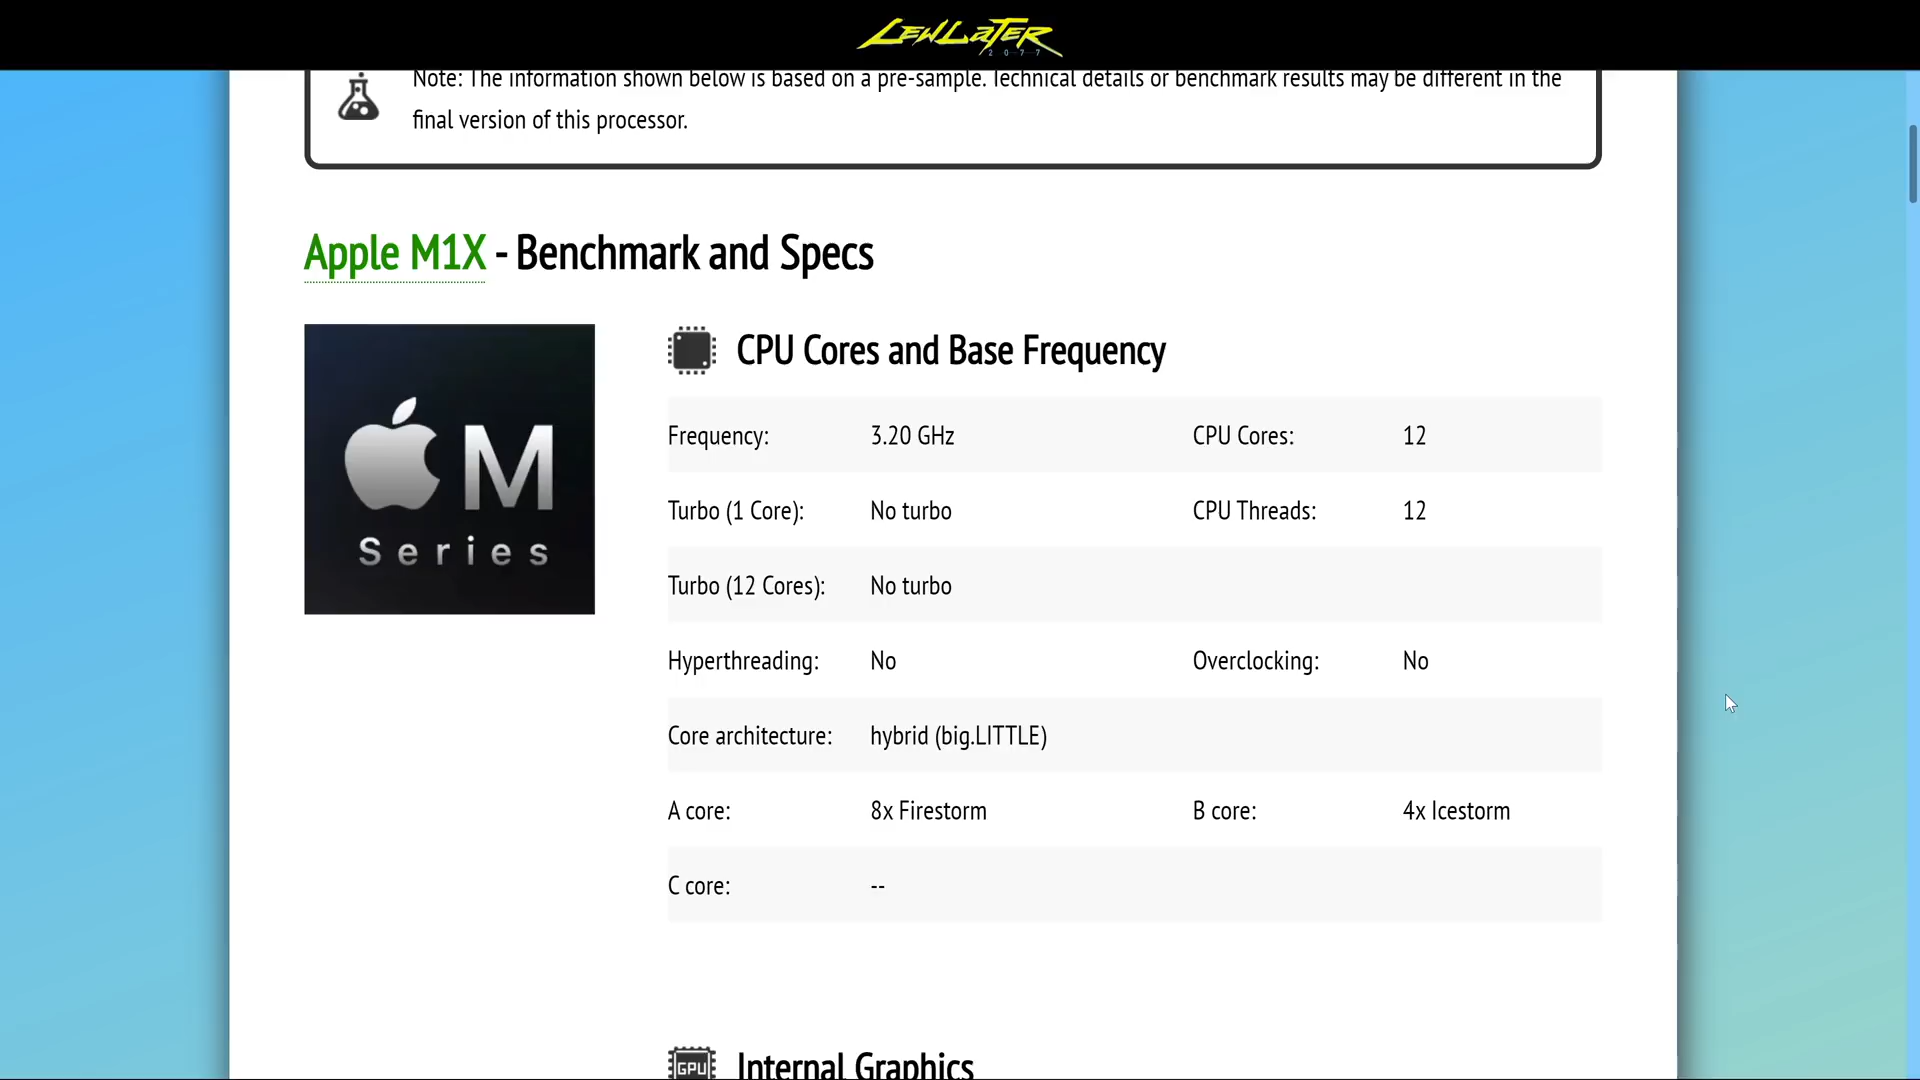 LEWLATER
2077
Note: The information shown below is based on a pre-sample. Technical details or benchmark results may be different in the
final version of this processor.
Apple M1X - Benchmark and Specs
M
Series
CPU Cores and Base Frequency
Frequency: 3.20 GHz CPU Cores: 12
Turbo (1 Core): No turbo CPU Threads: 12
Turbo (12 Cores): No turbo
Hyperthreading: No Overclocking: No
Core architecture: hybrid (big.LITTLE)
A core: 8x Firestorm B core: 4x Icestorm
C core: --
GPU
Internal Graphics